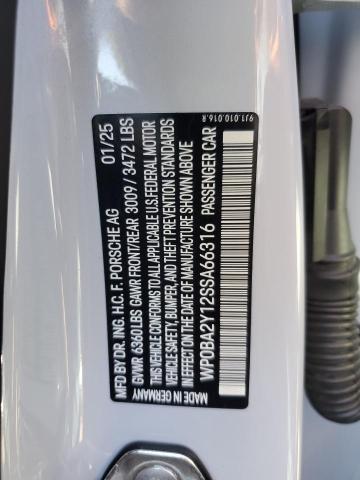 MFD BY DR. ING. H.C. F. PORSCHE AG 01/25
GVWR 6360 LBS GAWR FRONT/REAR 3009/3472 LBS
THIS VEHICLE CONFORMS TO ALL APPLICABLE U.S. FEDERAL MOTOR
VEHICLE SAFETY, BUMPER, AND THEFT PREVENTION STANDARDS
IN EFFECT ON THE DATE OF MANUFACTURE SHOWN ABOVE
WP0BA2Y12SSA66316 PASSENGER CAR
MADE IN GERMANY
9J1.010.016.R